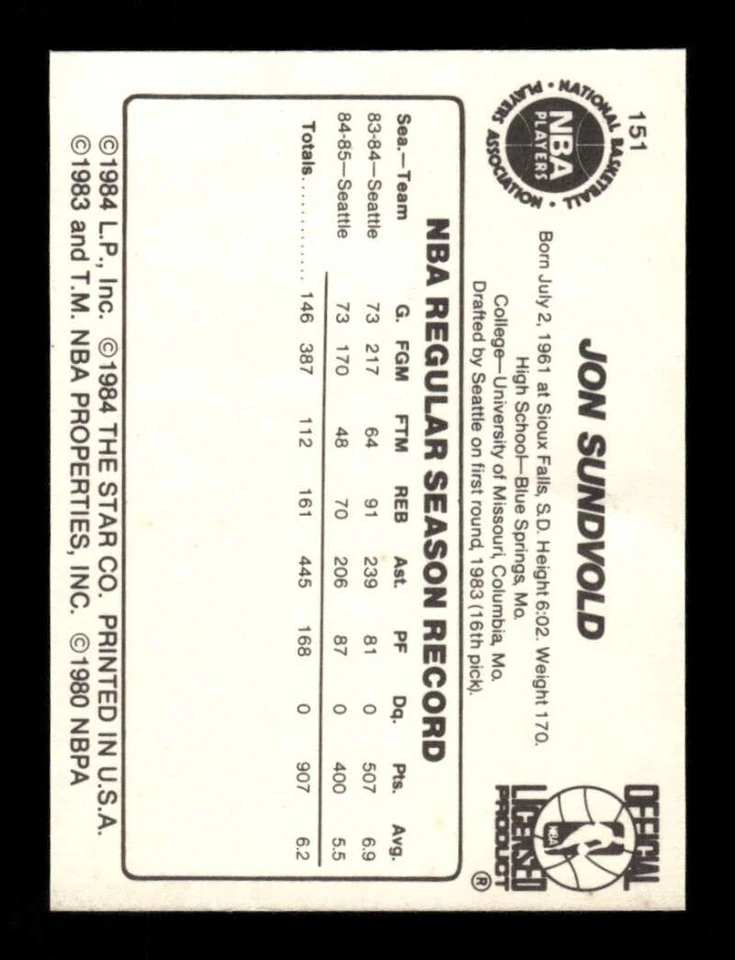 151
NATIONAL BASKETBALL PLAYERS ASSOCIATION
NBA
PLAYERS
JON SUNDVOLD
Born July 2, 1961 at Sioux Falls, S.D. Height 6:02. Weight 170.
High School—Blue Springs, Mo.
College—University of Missouri, Columbia, Mo.
Drafted by Seattle on first round, 1983 (16th pick).
OFFICIAL
NBA
LICENSED
PRODUCT ®
NBA REGULAR SEASON RECORD
Sea.—Team G. FGM FTM REB Ast. PF Dq. Pts. Avg.
83-84—Seattle 73 217 64 91 239 81 0 507 6.9
84-85—Seattle 73 170 48 70 206 87 0 400 5.5
Totals............ 146 387 112 161 445 168 0 907 6.2
©1984 L.P., Inc. ©1984 THE STAR CO. PRINTED IN U.S.A.
©1983 and T.M. NBA PROPERTIES, INC. ©1980 NBPA